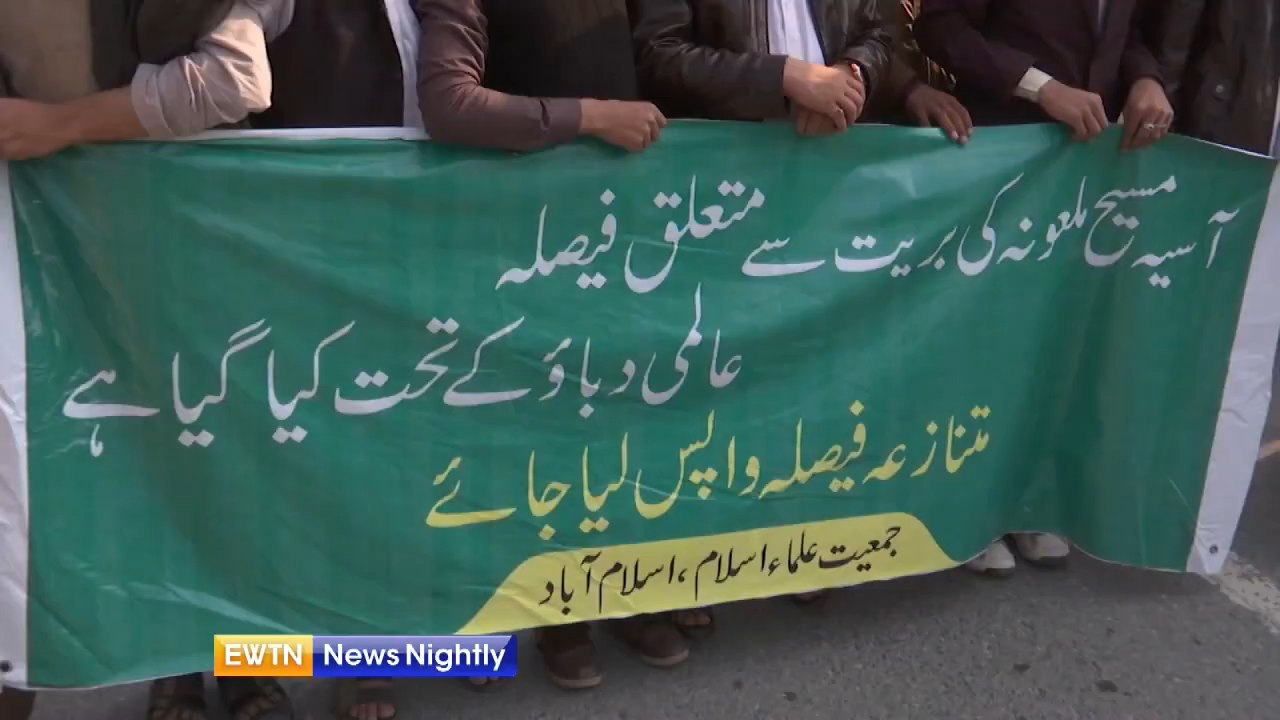 آسیہ مسیح ملعونہ کی بریت سے متعلق فیصلہ
عالمی دباؤ کے تحت کیا گیا ہے
متنازعہ فیصلہ واپس لیا جائے
جمعیت علماء اسلام، اسلام آباد
EWTN News Nightly